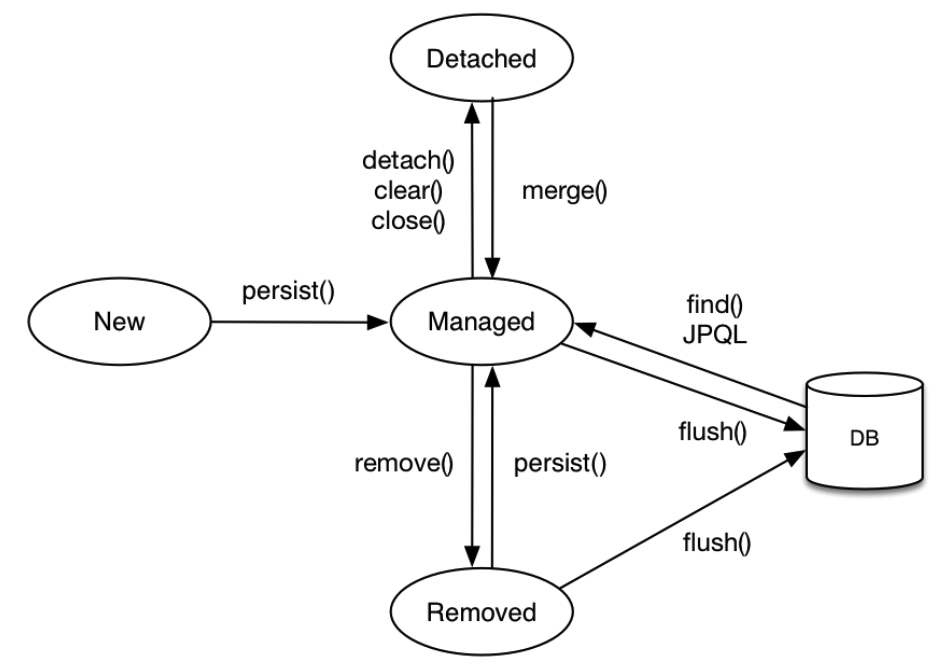 Detached
detach()
clear()
close()
merge()
New
persist()
Managed
find()
JPQL
flush()
DB
remove()
persist()
flush()
Removed